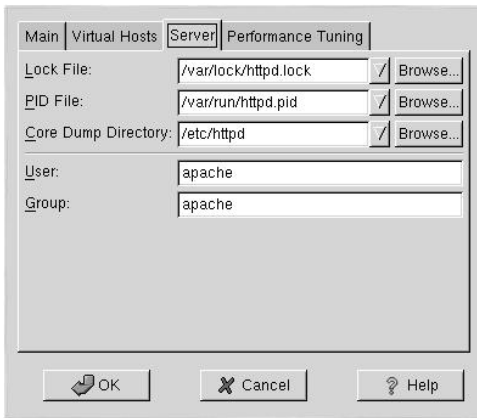 Main Virtual Hosts Server Performance Tuning
Lock File: /var/lock/httpd.lock Browse...
PID File: /var/run/httpd.pid Browse...
Core Dump Directory: /etc/httpd Browse...
User: apache
Group: apache
OK Cancel Help